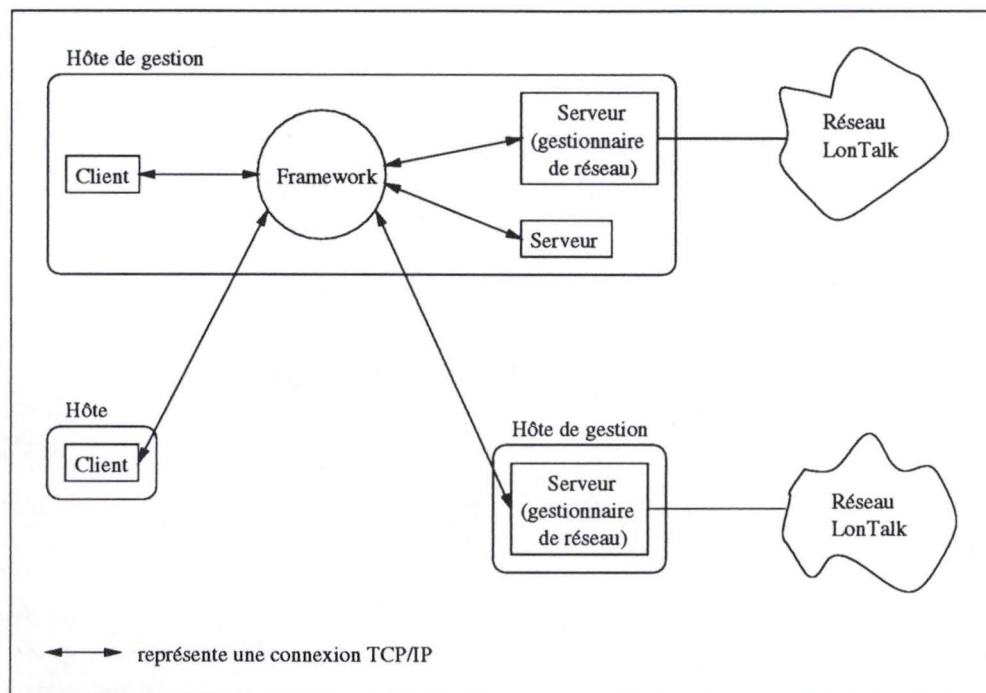 Hôte de gestion
Client
Framework
Serveur
(gestionnaire
de réseau)
Serveur
Réseau
LonTalk
Hôte
Client
Hôte de gestion
Serveur
(gestionnaire
de réseau)
Réseau
LonTalk
représente une connexion TCP/IP